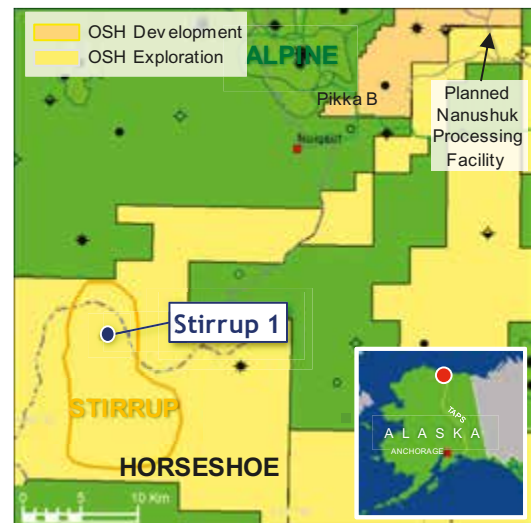 OSH Development
OSH Exploration
ALPINE
Pikka B
Planned
Nanushuk
Processing
Facility
Nuiqsut
Stirrup 1
STIRRUP
HORSESHOE
0 5 10 Km
TAPS
ALASKA
ANCHORAGE